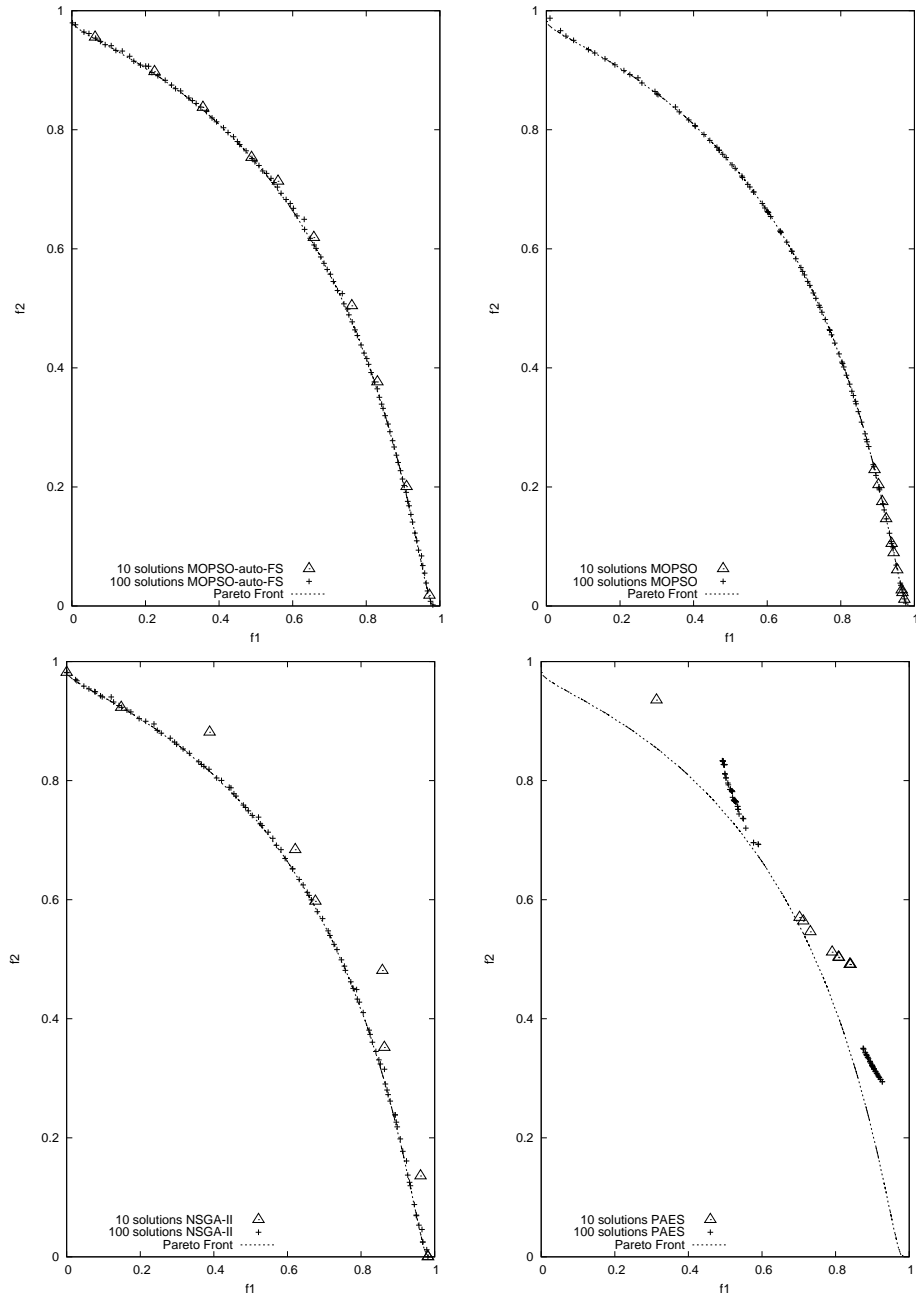 1
0.8
0.6
0.4
0.2
0
0
0.2
0.4
0.6
0.8
1
f2
f1
10 solutions MOPSO-auto-FS
100 solutions MOPSO-auto-FS
Pareto Front
1
0.8
0.6
0.4
0.2
0
0
0.2
0.4
0.6
0.8
1
f2
f1
10 solutions MOPSO
100 solutions MOPSO
Pareto Front
1
0.8
0.6
0.4
0.2
0
0
0.2
0.4
0.6
0.8
1
f2
f1
10 solutions NSGA-II
100 solutions NSGA-II
Pareto Front
1
0.8
0.6
0.4
0.2
0
0
0.2
0.4
0.6
0.8
1
f2
f1
10 solutions PAES
100 solutions PAES
Pareto Front